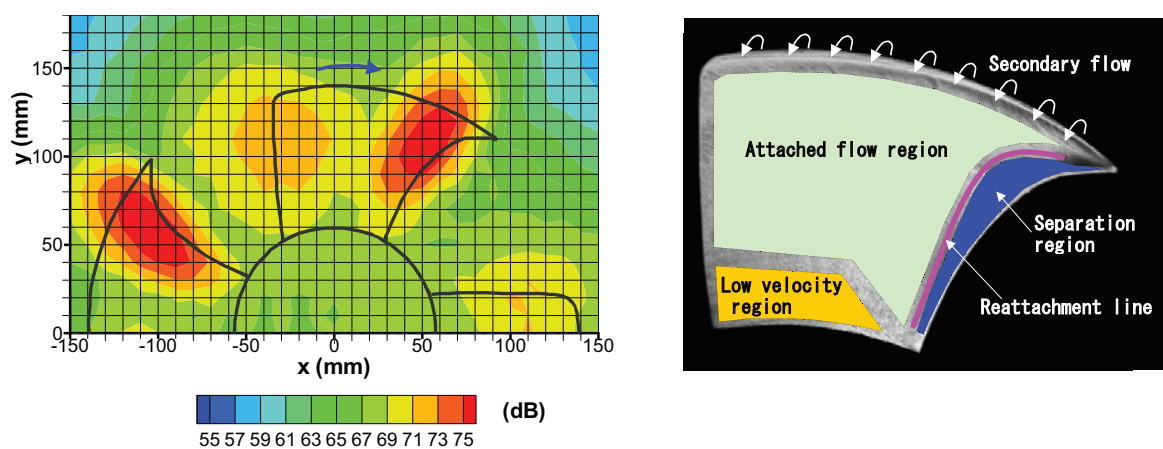 y (mm)
150
100
50
0
-150
-100
-50
0
50
100
150
x (mm)
55 57 59 61 63 65 67 69 71 73 75
(dB)
Secondary flow
Attached flow region
Separation
region
Low velocity
region
Reattachment line